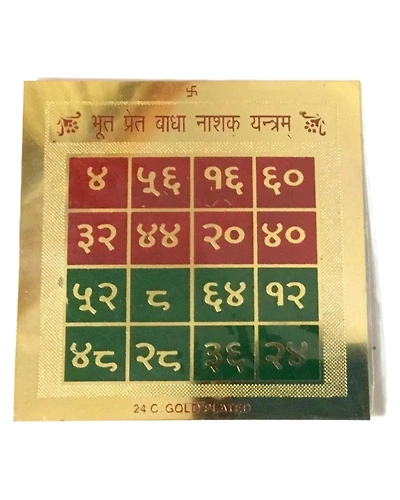 卐
भूत प्रेत वाधा नाशक यन्त्रम्
४ ५६ १६ ६०
३२ ४४ २० ४०
५२ ८ ६४ १२
४८ २८ ३६ २४
24 C. GOLD PLATED